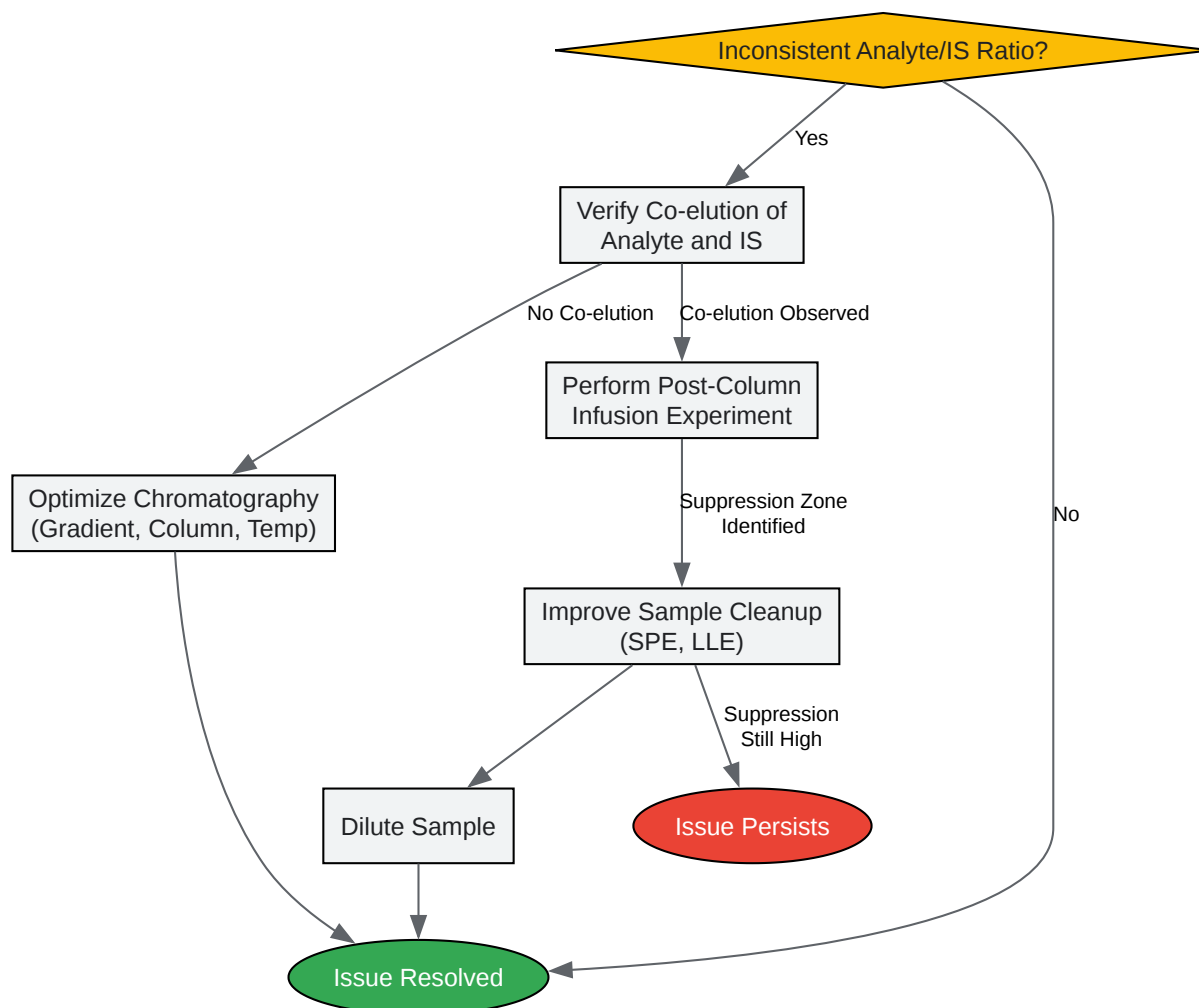 Inconsistent Analyte/IS Ratio?
Yes
Verify Co-elution of
Analyte and IS
No Co-elution
Co-elution Observed
Perform Post-Column
Infusion Experiment
Optimize Chromatography
(Gradient, Column, Temp)
Suppression Zone
Identified
No
Improve Sample Cleanup
(SPE, LLE)
Suppression
Still High
Dilute Sample
Issue Persists
Issue Resolved